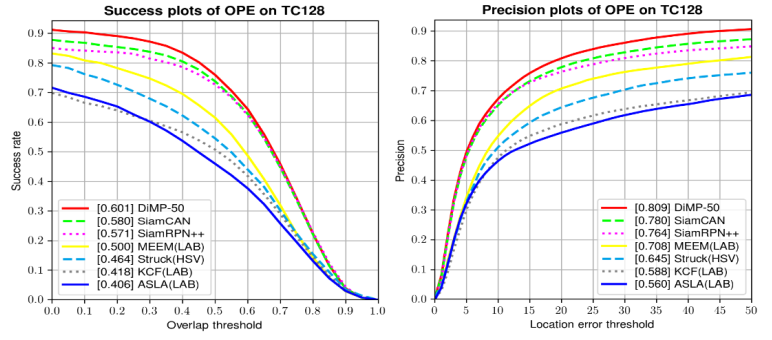 Success plots of OPE on TC128
Success rate
0.9
0.8
0.7
0.6
0.5
0.4
0.3
0.2
0.1
0.0
[0.601] DiMP-50
[0.580] SiamCAN
[0.571] SiamRPN++
[0.500] MEEM(LAB)
[0.464] Struck(HSV)
[0.418] KCF(LAB)
[0.406] ASLA(LAB)
0.0 0.1 0.2 0.3 0.4 0.5 0.6 0.7 0.8 0.9 1.0
Overlap threshold
Precision plots of OPE on TC128
Precision
0.9
0.8
0.7
0.6
0.5
0.4
0.3
0.2
0.1
0.0
[0.809] DiMP-50
[0.780] SiamCAN
[0.764] SiamRPN++
[0.708] MEEM(LAB)
[0.645] Struck(HSV)
[0.588] KCF(LAB)
[0.560] ASLA(LAB)
0 5 10 15 20 25 30 35 40 45 50
Location error threshold